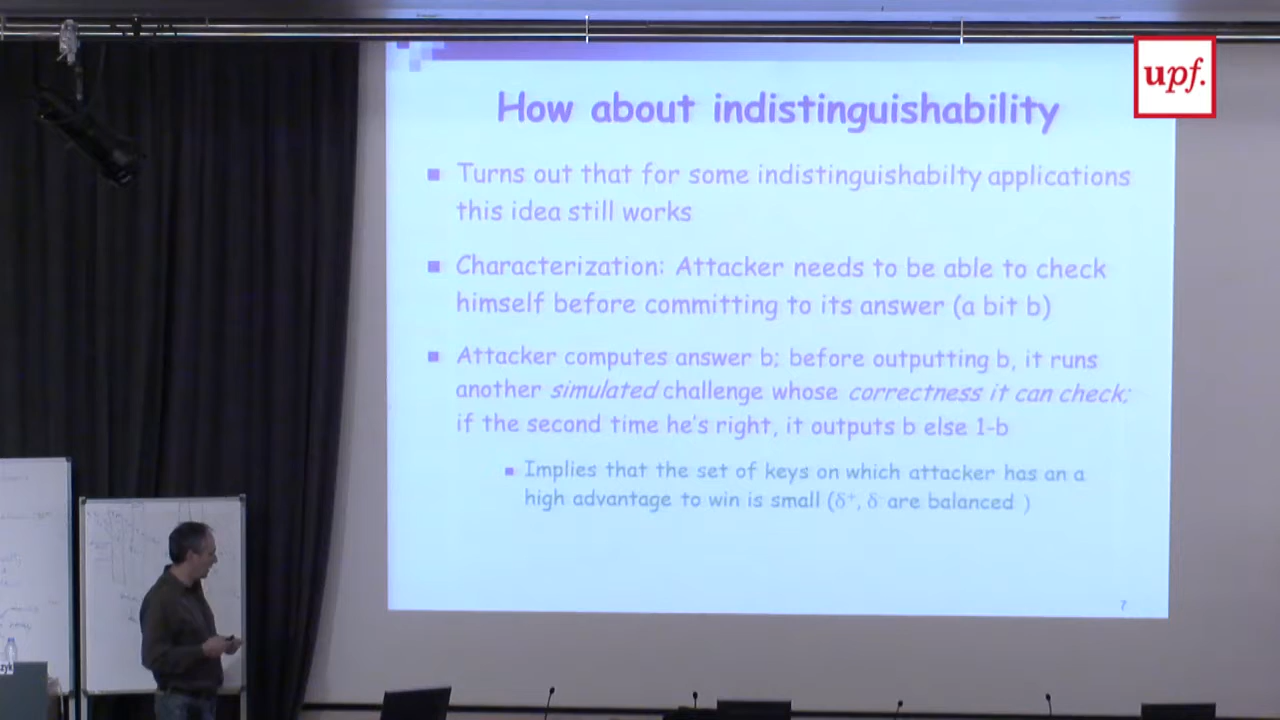 upf.
How about indistinguishability
Turns out that for some indistinguishabilty applications
this idea still works
Characterization: Attacker needs to be able to check
himself before committing to its answer (a bit b)
Attacker computes answer b; before outputting b, it runs
another simulated challenge whose correctness it can check;
if the second time he's right, it outputs b else 1-b
Implies that the set of keys on which attacker has an a
high advantage to win is small (δ⁺, δ are balanced )
7
zyk